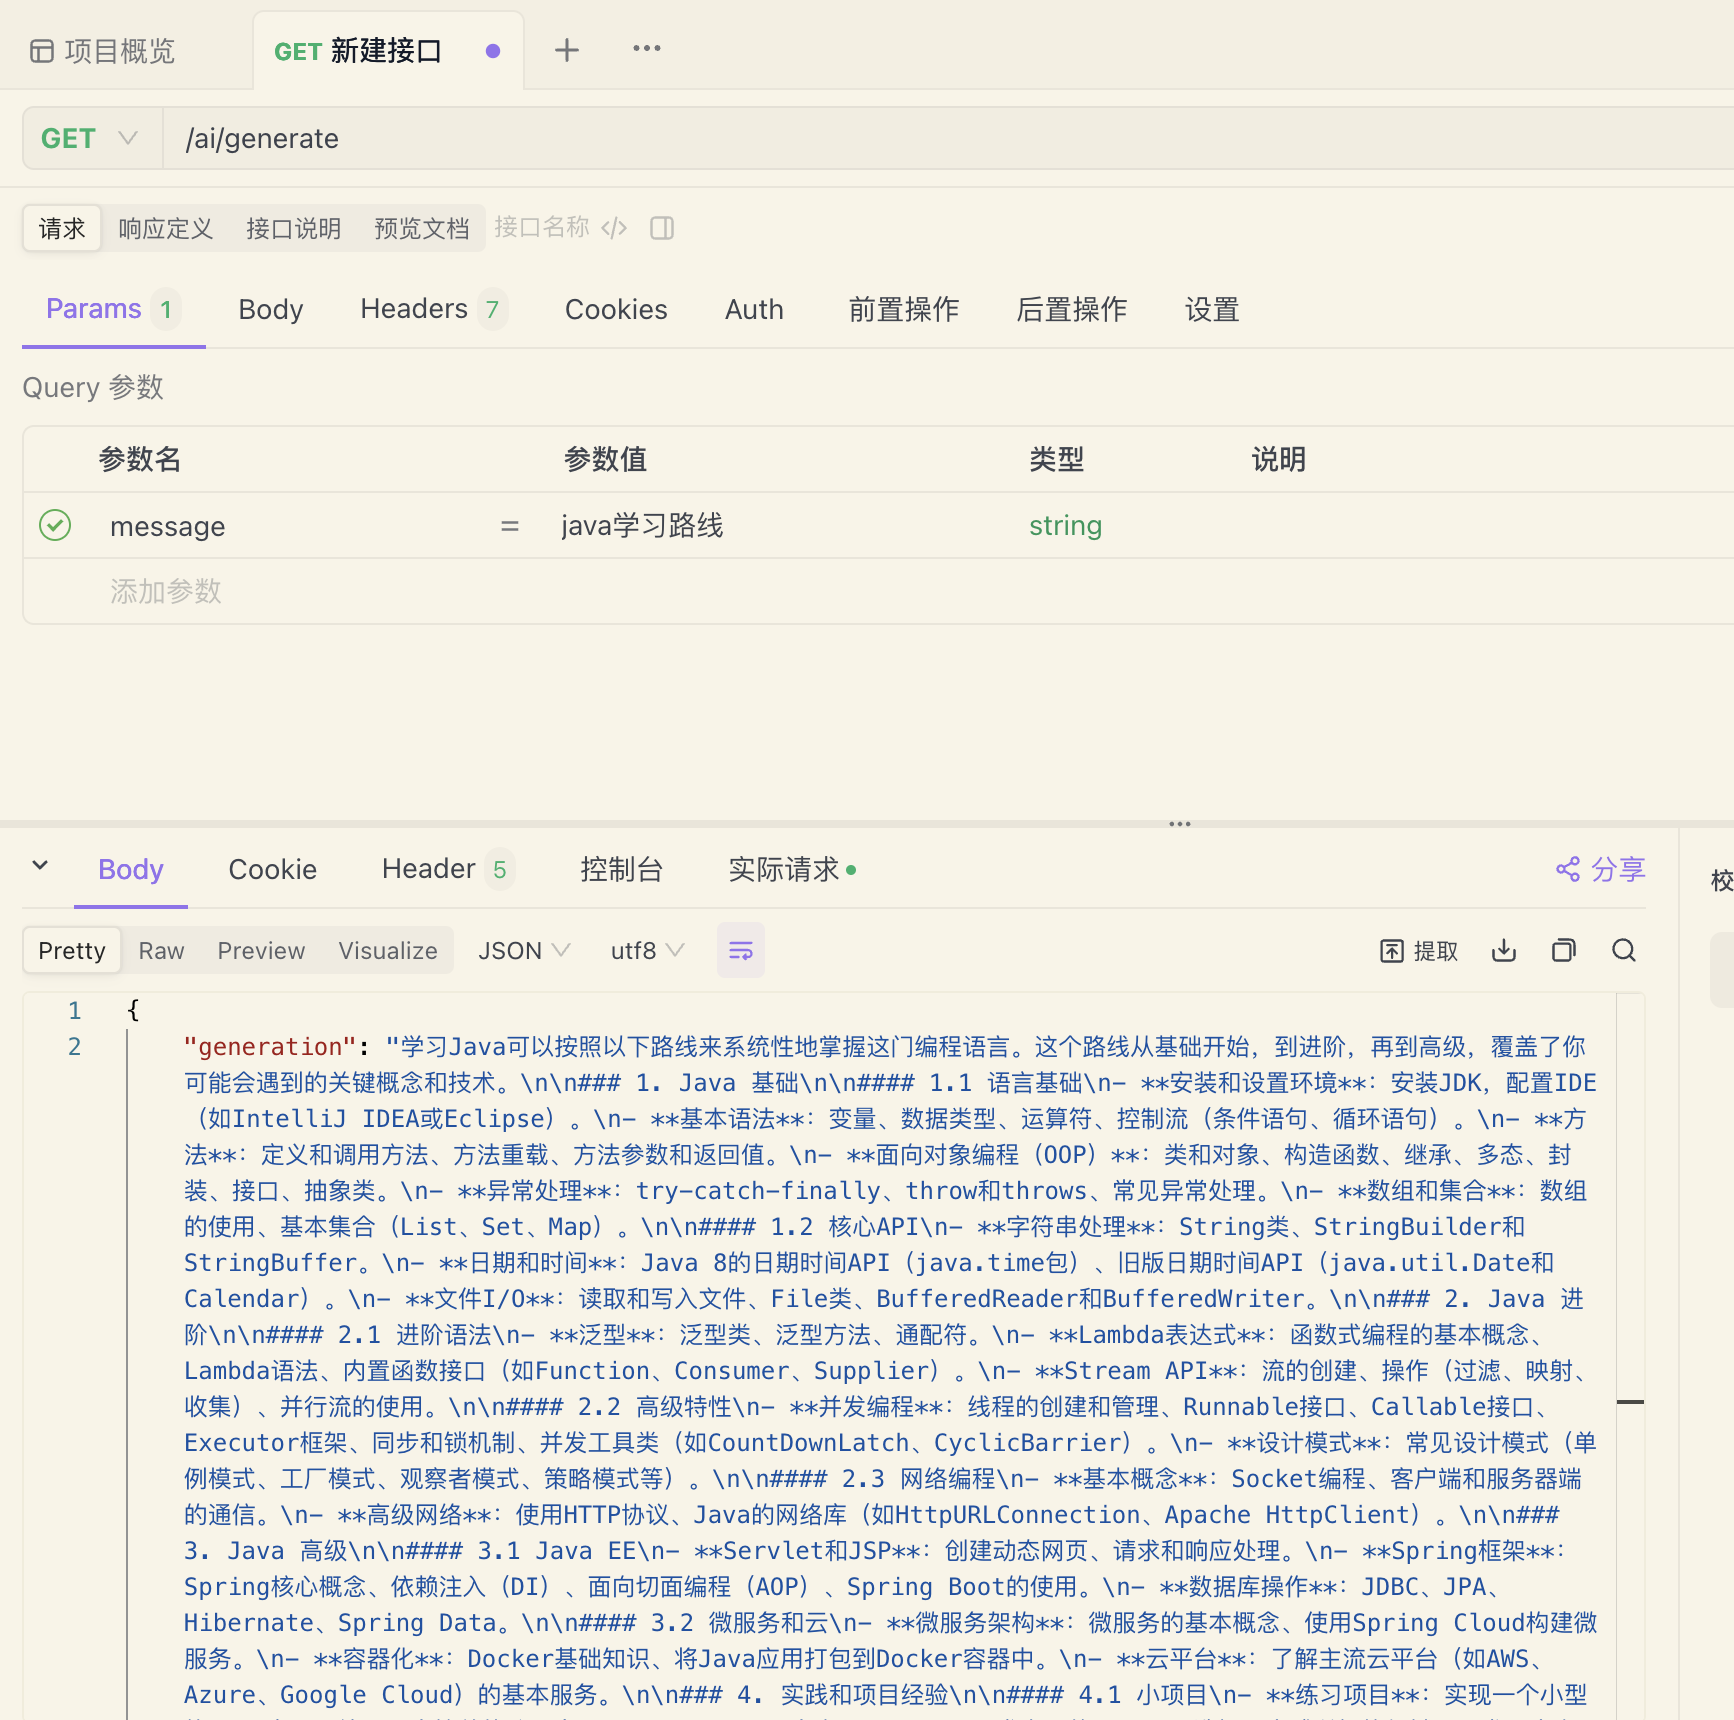 项目概览
GET 新建接口
GET /ai/generate
请求 响应定义 接口说明 预览文档 接口名称
Params 1 Body Headers 7 Cookies Auth 前置操作 后置操作 设置
Query 参数
参数名 参数值 类型 说明
message = java学习路线 string
添加参数
Body Cookie Header 5 控制台 实际请求 分享
校
Pretty Raw Preview Visualize JSON utf8 提取
1 {
2 "generation": "学习Java可以按照以下路线来系统性地掌握这门编程语言。这个路线从基础开始，到进阶，再到高级，覆盖了你
可能会遇到的关键概念和技术。\n\n### 1. Java 基础\n\n#### 1.1 语言基础\n- **安装和设置环境**：安装JDK，配置IDE
（如IntelliJ IDEA或Eclipse）。\n- **基本语法**：变量、数据类型、运算符、控制流（条件语句、循环语句）。\n- **方
法**：定义和调用方法、方法重载、方法参数和返回值。\n- **面向对象编程（OOP）**：类和对象、构造函数、继承、多态、封
装、接口、抽象类。\n- **异常处理**：try-catch-finally、throw和throws、常见异常处理。\n- **数组和集合**：数组
的使用、基本集合（List、Set、Map）。\n\n#### 1.2 核心API\n- **字符串处理**：String类、StringBuilder和
StringBuffer。\n- **日期和时间**：Java 8的日期时间API（java.time包）、旧版日期时间API（java.util.Date和
Calendar）。\n- **文件I/O**：读取和写入文件、File类、BufferedReader和BufferedWriter。\n\n### 2. Java 进
阶\n\n#### 2.1 进阶语法\n- **泛型**：泛型类、泛型方法、通配符。\n- **Lambda表达式**：函数式编程的基本概念、
Lambda语法、内置函数接口（如Function、Consumer、Supplier）。\n- **Stream API**：流的创建、操作（过滤、映射、
收集）、并行流的使用。\n\n#### 2.2 高级特性\n- **并发编程**：线程的创建和管理、Runnable接口、Callable接口、
Executor框架、同步和锁机制、并发工具类（如CountDownLatch、CyclicBarrier）。\n- **设计模式**：常见设计模式（单
例模式、工厂模式、观察者模式、策略模式等）。\n\n#### 2.3 网络编程\n- **基本概念**：Socket编程、客户端和服务器端
的通信。\n- **高级网络**：使用HTTP协议、Java的网络库（如HttpURLConnection、Apache HttpClient）。\n\n###
3. Java 高级\n\n#### 3.1 Java EE\n- **Servlet和JSP**：创建动态网页、请求和响应处理。\n- **Spring框架**：
Spring核心概念、依赖注入（DI）、面向切面编程（AOP）、Spring Boot的使用。\n- **数据库操作**：JDBC、JPA、
Hibernate、Spring Data。\n\n#### 3.2 微服务和云\n- **微服务架构**：微服务的基本概念、使用Spring Cloud构建微
服务。\n- **容器化**：Docker基础知识、将Java应用打包到Docker容器中。\n- **云平台**：了解主流云平台（如AWS、
Azure、Google Cloud）的基本服务。\n\n### 4. 实践和项目经验\n\n#### 4.1 小项目\n- **练习项目**：实现一个小型